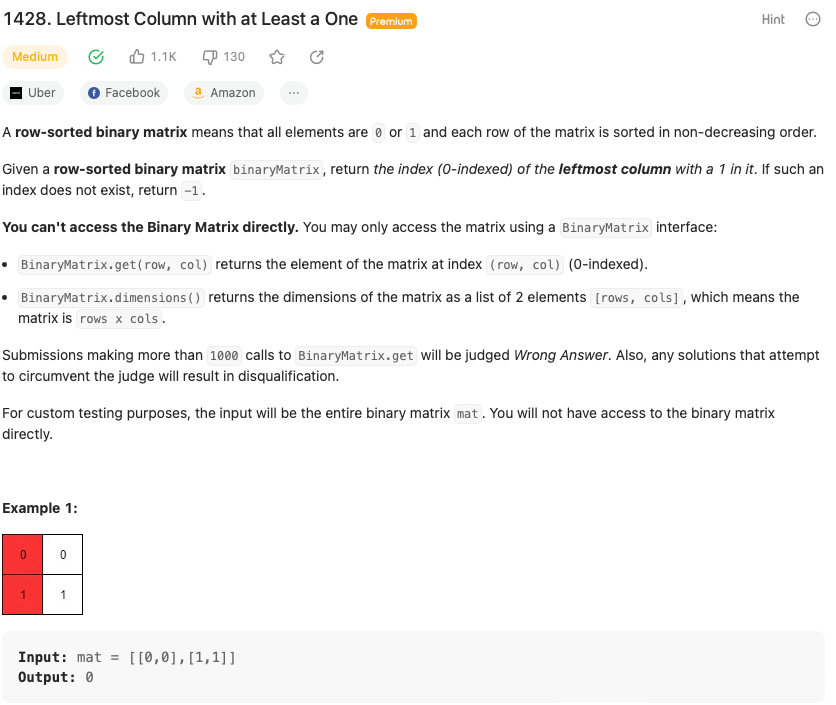 1428. Leftmost Column with at Least a One Premium Hint
Medium 1.1K 130
Uber Facebook Amazon ...
A row-sorted binary matrix means that all elements are 0 or 1 and each row of the matrix is sorted in non-decreasing order.
Given a row-sorted binary matrix binaryMatrix, return the index (0-indexed) of the leftmost column with a 1 in it. If such an
index does not exist, return -1.
You can't access the Binary Matrix directly. You may only access the matrix using a BinaryMatrix interface:
• BinaryMatrix.get(row, col) returns the element of the matrix at index (row, col) (0-indexed).
• BinaryMatrix.dimensions() returns the dimensions of the matrix as a list of 2 elements [rows, cols], which means the
matrix is rows x cols.
Submissions making more than 1000 calls to BinaryMatrix.get will be judged Wrong Answer. Also, any solutions that attempt
to circumvent the judge will result in disqualification.
For custom testing purposes, the input will be the entire binary matrix mat. You will not have access to the binary matrix
directly.
Example 1:
0 0
1 1
Input: mat = [[0,0],[1,1]]
Output: 0